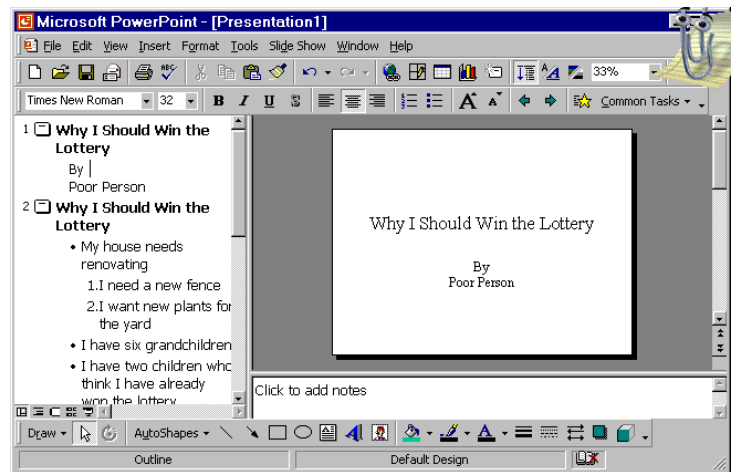 Microsoft PowerPoint - [Presentation1]
File Edit View Insert Format Tools Slide Show Window Help
33%
Times New Roman 32 B I U S A A Common Tasks
1 Why I Should Win the
Lottery
By
Poor Person
2 Why I Should Win the
Lottery
• My house needs
renovating
1.I need a new fence
2.I want new plants for
the yard
• I have six grandchildren
• I have two children who
think I have already
won the lottery
Why I Should Win the Lottery
By
Poor Person
Click to add notes
Draw AutoShapes
Outline Default Design